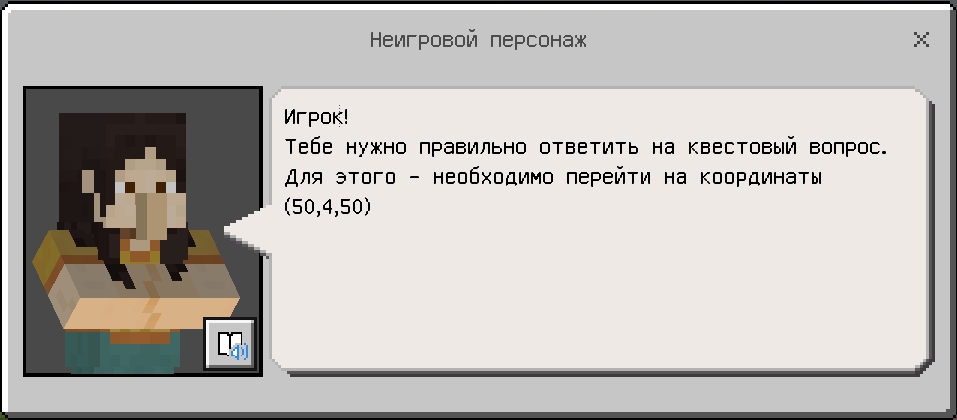 Неигровой персонаж
Игрок!
Тебе нужно правильно ответить на квестовый вопрос.
Для этого - необходимо перейти на координаты
(50,4,50)